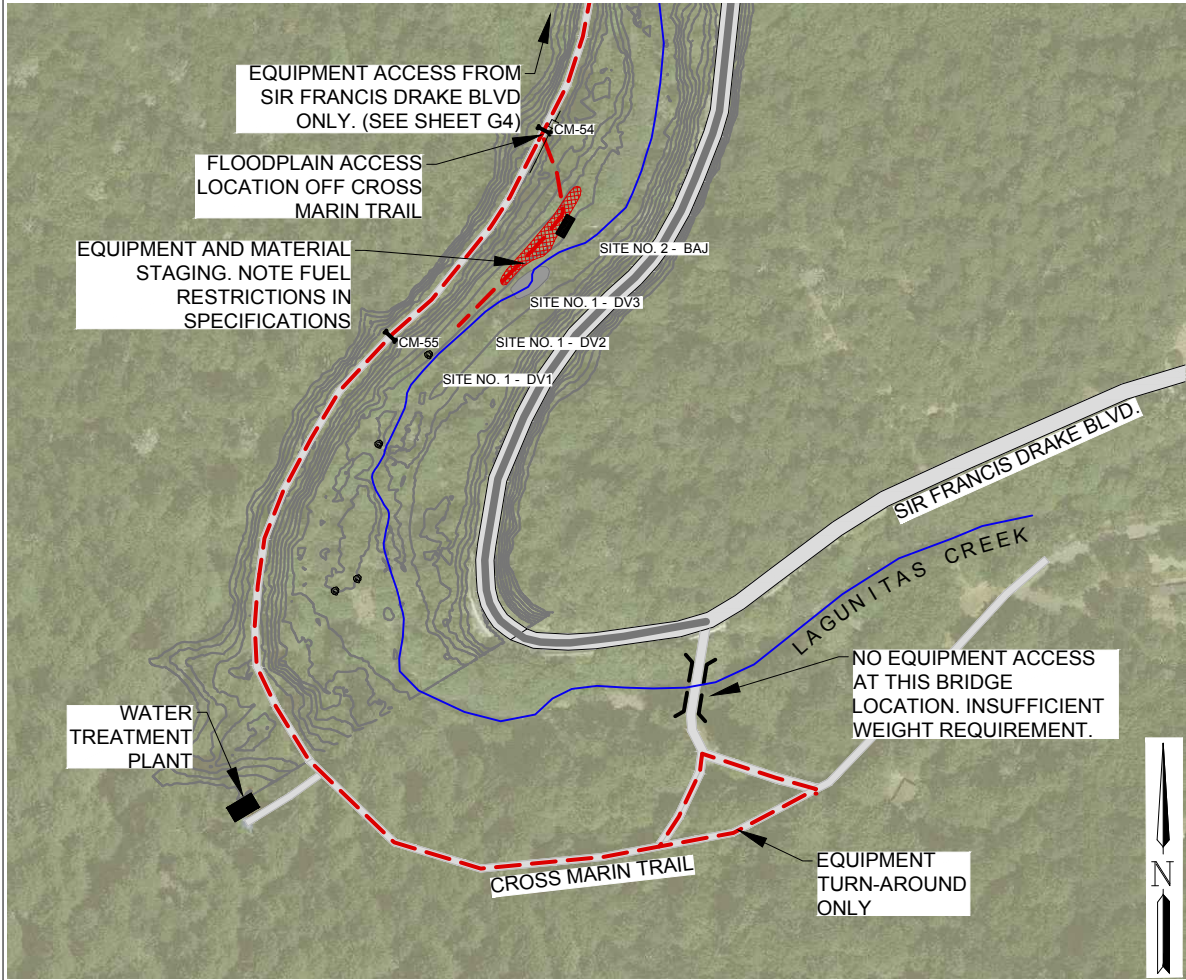 EQUIPMENT ACCESS FROM
SIR FRANCIS DRAKE BLVD
ONLY. (SEE SHEET G4)
CM-54
FLOODPLAIN ACCESS
LOCATION OFF CROSS
MARIN TRAIL
EQUIPMENT AND MATERIAL
STAGING. NOTE FUEL
RESTRICTIONS IN
SPECIFICATIONS
SITE NO. 2 - BAJ
SITE NO. 1 - DV3
CM-55
SITE NO. 1 - DV2
SITE NO. 1 - DV1
SIR FRANCIS DRAKE BLVD.
LAGUNITAS CREEK
NO EQUIPMENT ACCESS
AT THIS BRIDGE
LOCATION. INSUFFICIENT
WEIGHT REQUIREMENT.
WATER
TREATMENT
PLANT
CROSS MARIN TRAIL
EQUIPMENT
TURN-AROUND
ONLY
N